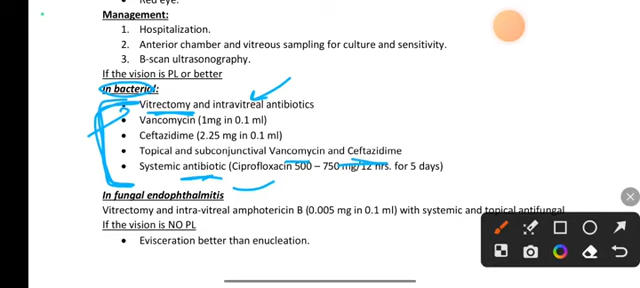 • Red eye.
Management:
1. Hospitalization.
2. Anterior chamber and vitreous sampling for culture and sensitivity.
3. B-scan ultrasonography.
If the vision is PL or better
In bacterial:
• Vitrectomy and intravitreal antibiotics
• Vancomycin (1mg in 0.1 ml)
• Ceftazidime (2.25 mg in 0.1 ml)
• Topical and subconjunctival Vancomycin and Ceftazidime
• Systemic antibiotic (Ciprofloxacin 500 – 750 mg/12 hrs. for 5 days)
In fungal endophthalmitis
Vitrectomy and intra-vitreal amphotericin B (0.005 mg in 0.1 ml) with systemic and topical antifungal
If the vision is NO PL
• Evisceration better than enucleation.